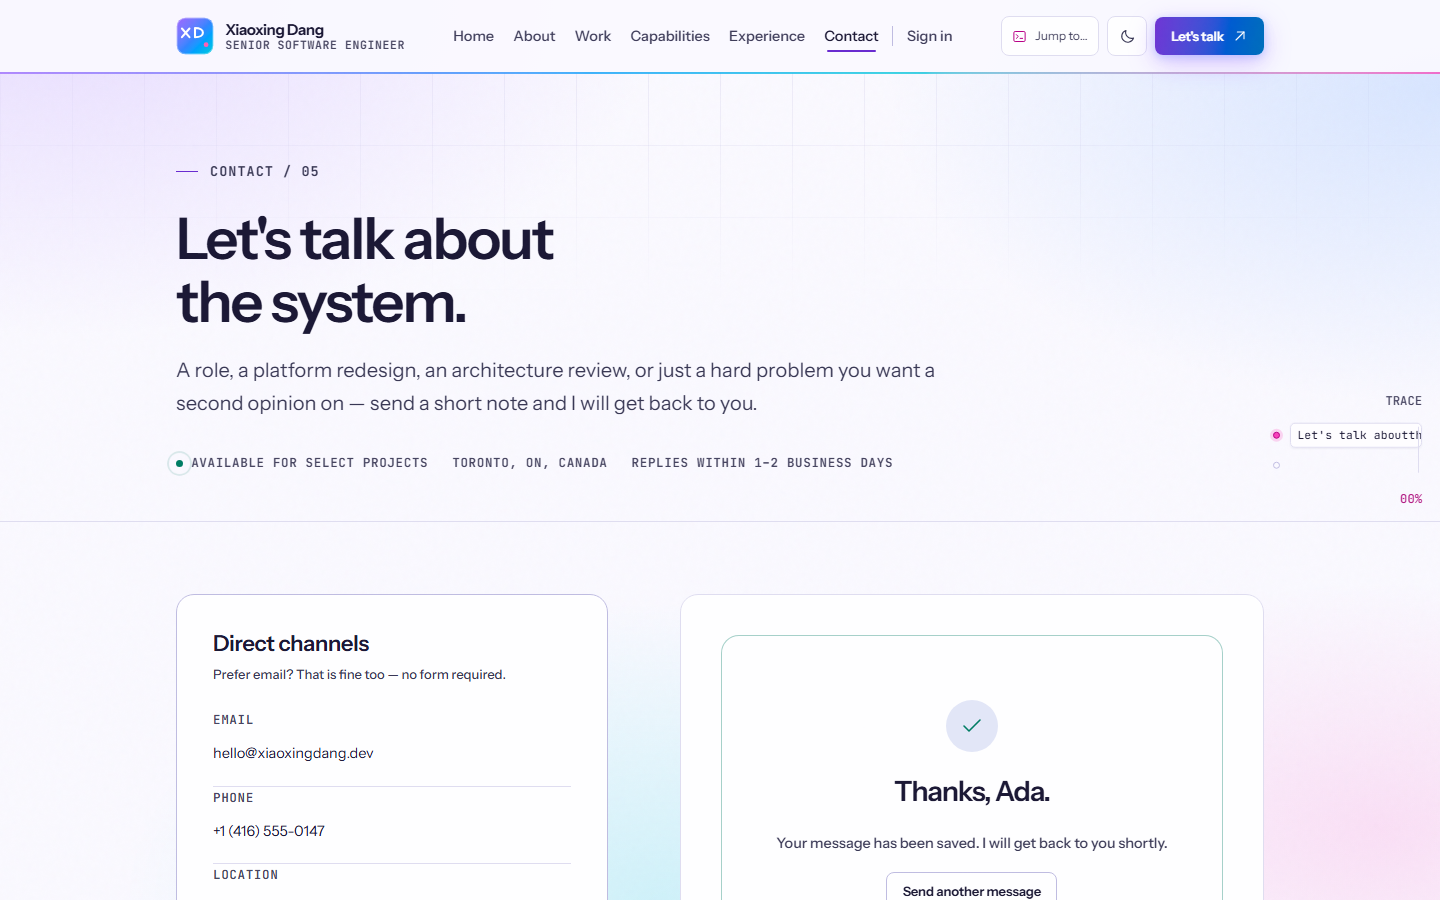 XD
Xiaoxing Dang
SENIOR SOFTWARE ENGINEER
Home About Work Capabilities Experience Contact Sign in
Jump to...
Let's talk
CONTACT / 05
Let's talk about
the system.
A role, a platform redesign, an architecture review, or just a hard problem you want a
second opinion on — send a short note and I will get back to you.
AVAILABLE FOR SELECT PROJECTS TORONTO, ON, CANADA REPLIES WITHIN 1–2 BUSINESS DAYS
TRACE
Let's talk aboutth
00%
Direct channels
Prefer email? That is fine too — no form required.
EMAIL
hello@xiaoxingdang.dev
PHONE
+1 (416) 555-0147
LOCATION
Thanks, Ada.
Your message has been saved. I will get back to you shortly.
Send another message